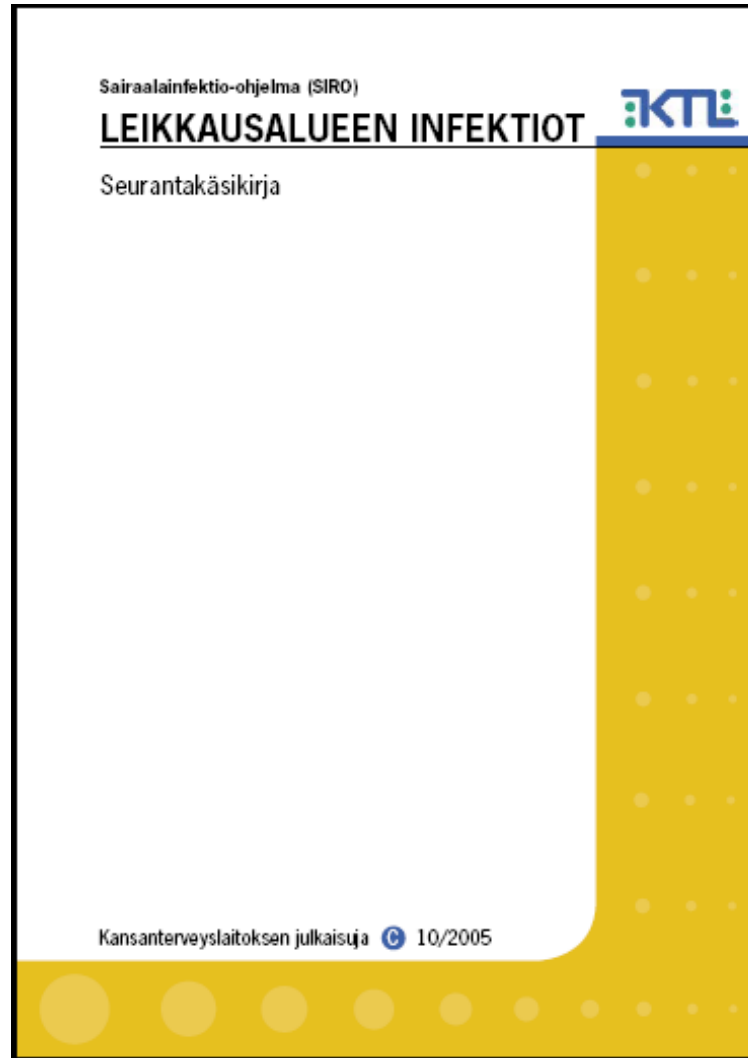 Sairaalainfektio-ohjelma (SIRO)
LEIKKAUSALUEEN INFEKTIOT
KTL
Seurantakäsikirja
Kansanterveyslaitoksen julkaisuja C 10/2005